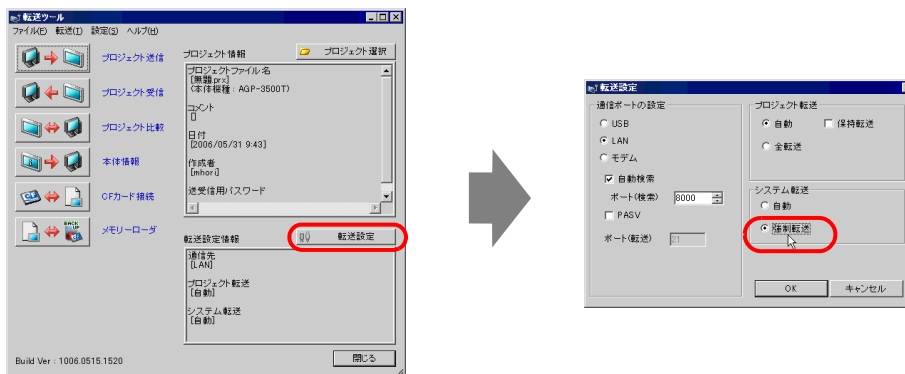 転送ツール
ファイル(F) 転送(T) 設定(S) ヘルプ(H)
プロジェクト送信
プロジェクト受信
プロジェクト比較
本体情報
CFカード接続
メモリーローダ
BACK
UP
プロジェクト情報
プロジェクト選択
プロジェクトファイル名
[無題.prx]
(本体機種 : AGP-3500T)
コメント
[]
日付
[2006/05/31 9:43]
作成者
[mhori]
送受信用パスワード
転送設定情報
転送設定
通信先
[LAN]
プロジェクト転送
[自動]
システム転送
[自動]
Build Ver : 1006.0515.1520
閉じる
転送設定
通信ポートの設定
USB
LAN
モデム
自動検索
ポート(検索) 8000
PASV
ポート(転送) 21
プロジェクト転送
自動 保持転送
全転送
システム転送
自動
強制転送
OK キャンセル